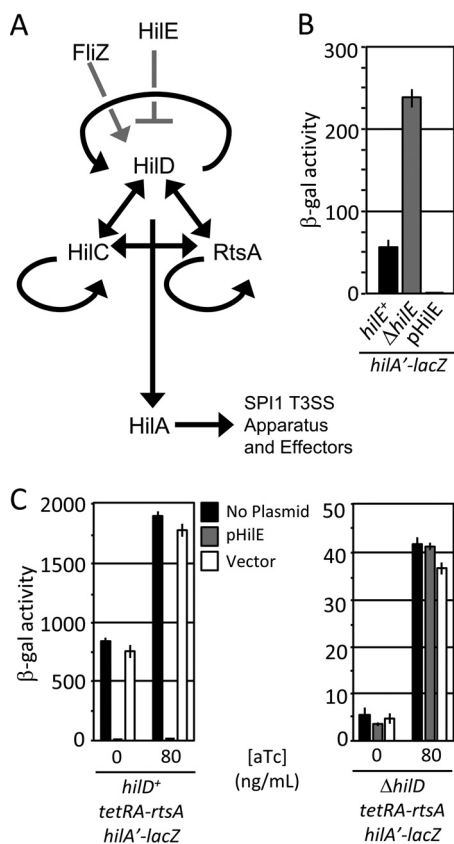 A
HilE
FliZ
HilD
HilC
RtsA
HilA
SPI1 T3SS
Apparatus
and Effectors
B
β-gal activity
300
200
100
0
hilE+
ΔhilE
pHilE
hilA’-lacZ
C
β-gal activity
2000
1500
1000
500
0
0
80
hilD+
tetRA-rtsA
hilA’-lacZ
No Plasmid
pHilE
Vector
[aTc]
(ng/mL)
50
40
30
20
10
5
0
0
80
ΔhilD
tetRA-rtsA
hilA’-lacZ